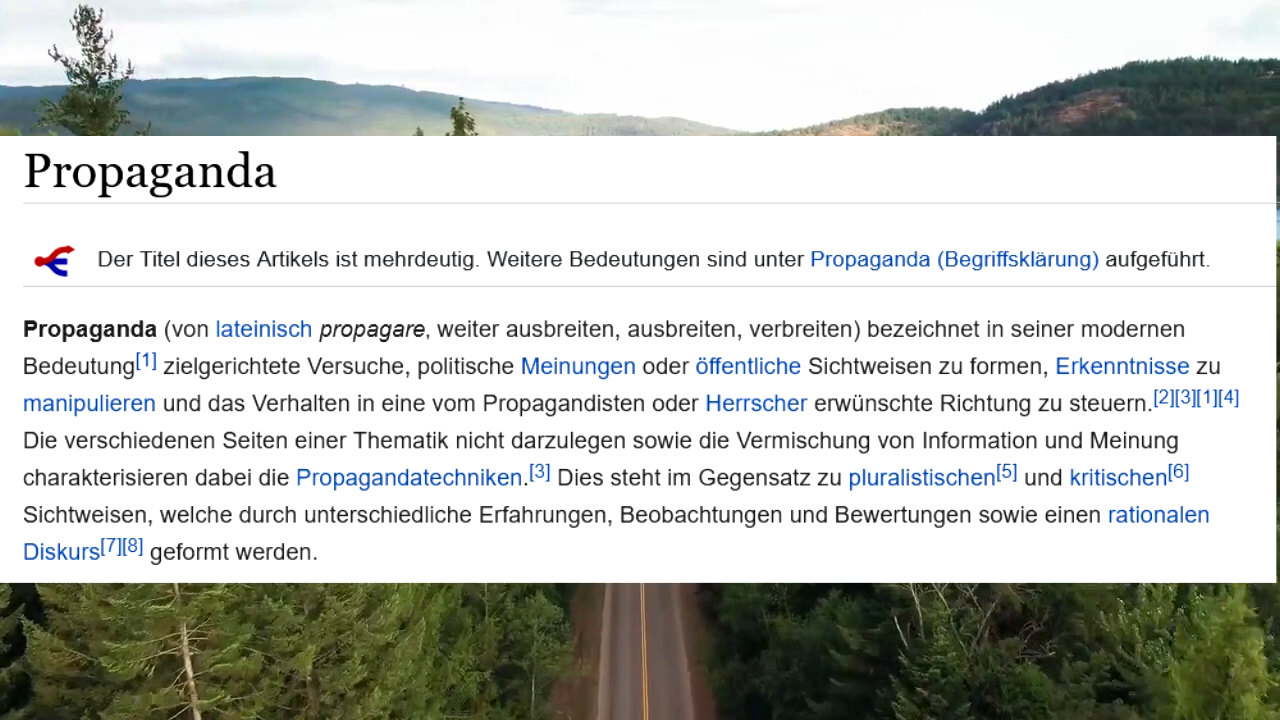 Propaganda
Der Titel dieses Artikels ist mehrdeutig. Weitere Bedeutungen sind unter Propaganda (Begriffsklärung) aufgeführt.
Propaganda (von lateinisch propagare, weiter ausbreiten, ausbreiten, verbreiten) bezeichnet in seiner modernen
Bedeutung[1] zielgerichtete Versuche, politische Meinungen oder öffentliche Sichtweisen zu formen, Erkenntnisse zu
manipulieren und das Verhalten in eine vom Propagandisten oder Herrscher erwünschte Richtung zu steuern.[2][3][1][4]
Die verschiedenen Seiten einer Thematik nicht darzulegen sowie die Vermischung von Information und Meinung
charakterisieren dabei die Propagandatechniken.[3] Dies steht im Gegensatz zu pluralistischen[5] und kritischen[6]
Sichtweisen, welche durch unterschiedliche Erfahrungen, Beobachtungen und Bewertungen sowie einen rationalen
Diskurs[7][8] geformt werden.